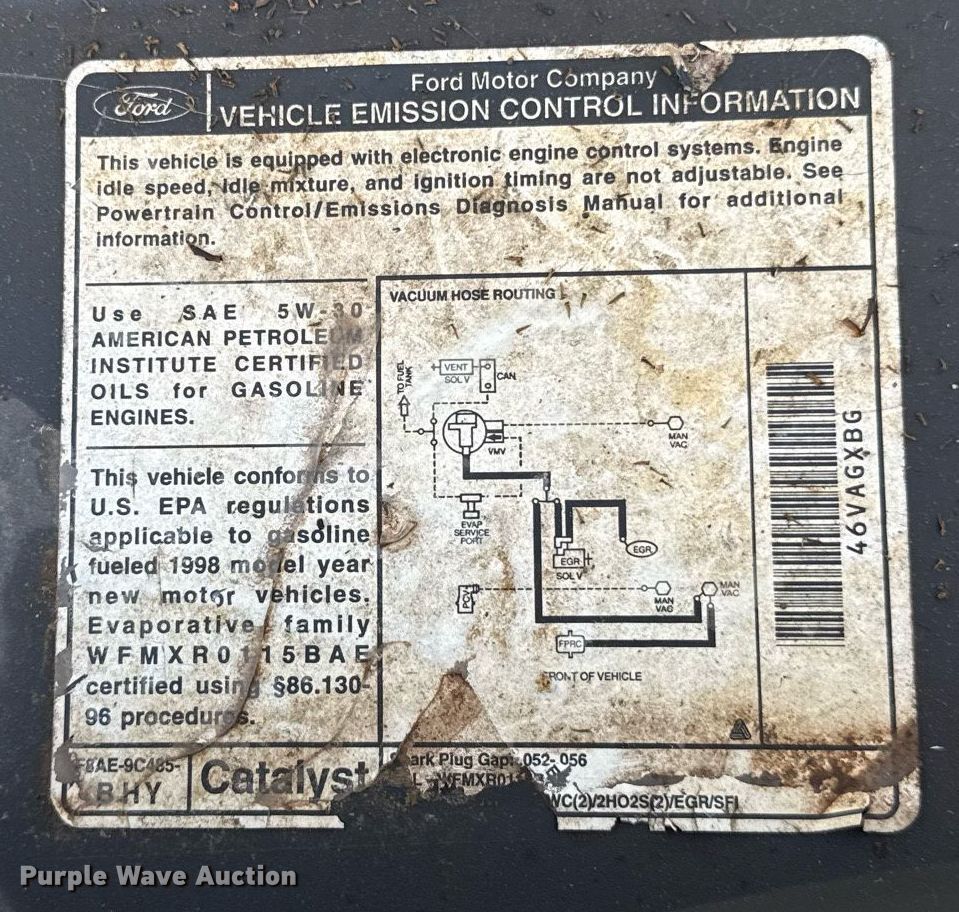 Ford Motor Company
Ford
VEHICLE EMISSION CONTROL INFORMATION
This vehicle is equipped with electronic engine control systems. Engine
idle speed, idle mixture, and ignition timing are not adjustable. See
Powertrain Control/Emissions Diagnosis Manual for additional
information.
Use SAE 5W-30
AMERICAN PETROLEUM
INSTITUTE CERTIFIED
OILS for GASOLINE
ENGINES.
This vehicle conforms to
U.S. EPA regulations
applicable to gasoline
fueled 1998 model year
new motor vehicles.
Evaporative family
WFMXR0115BAE
certified using §86.130-
96 procedures.
VACUUM HOSE ROUTING
TO FUEL
TANK
VENT
SOL V
CAN
VMV
MAN
VAC
EVAP
SERVICE
PORT
EGR
SOL V
EGR
PCV
MAN
VAC
MAN
VAC
FPRC
FRONT OF VEHICLE
46VAGXBG
F8AE-9C485-
BHY
Catalyst
Plug Gap: .052-.056
WC(2)/2HO2S(2)/EGR/SFI
Purple Wave Auction